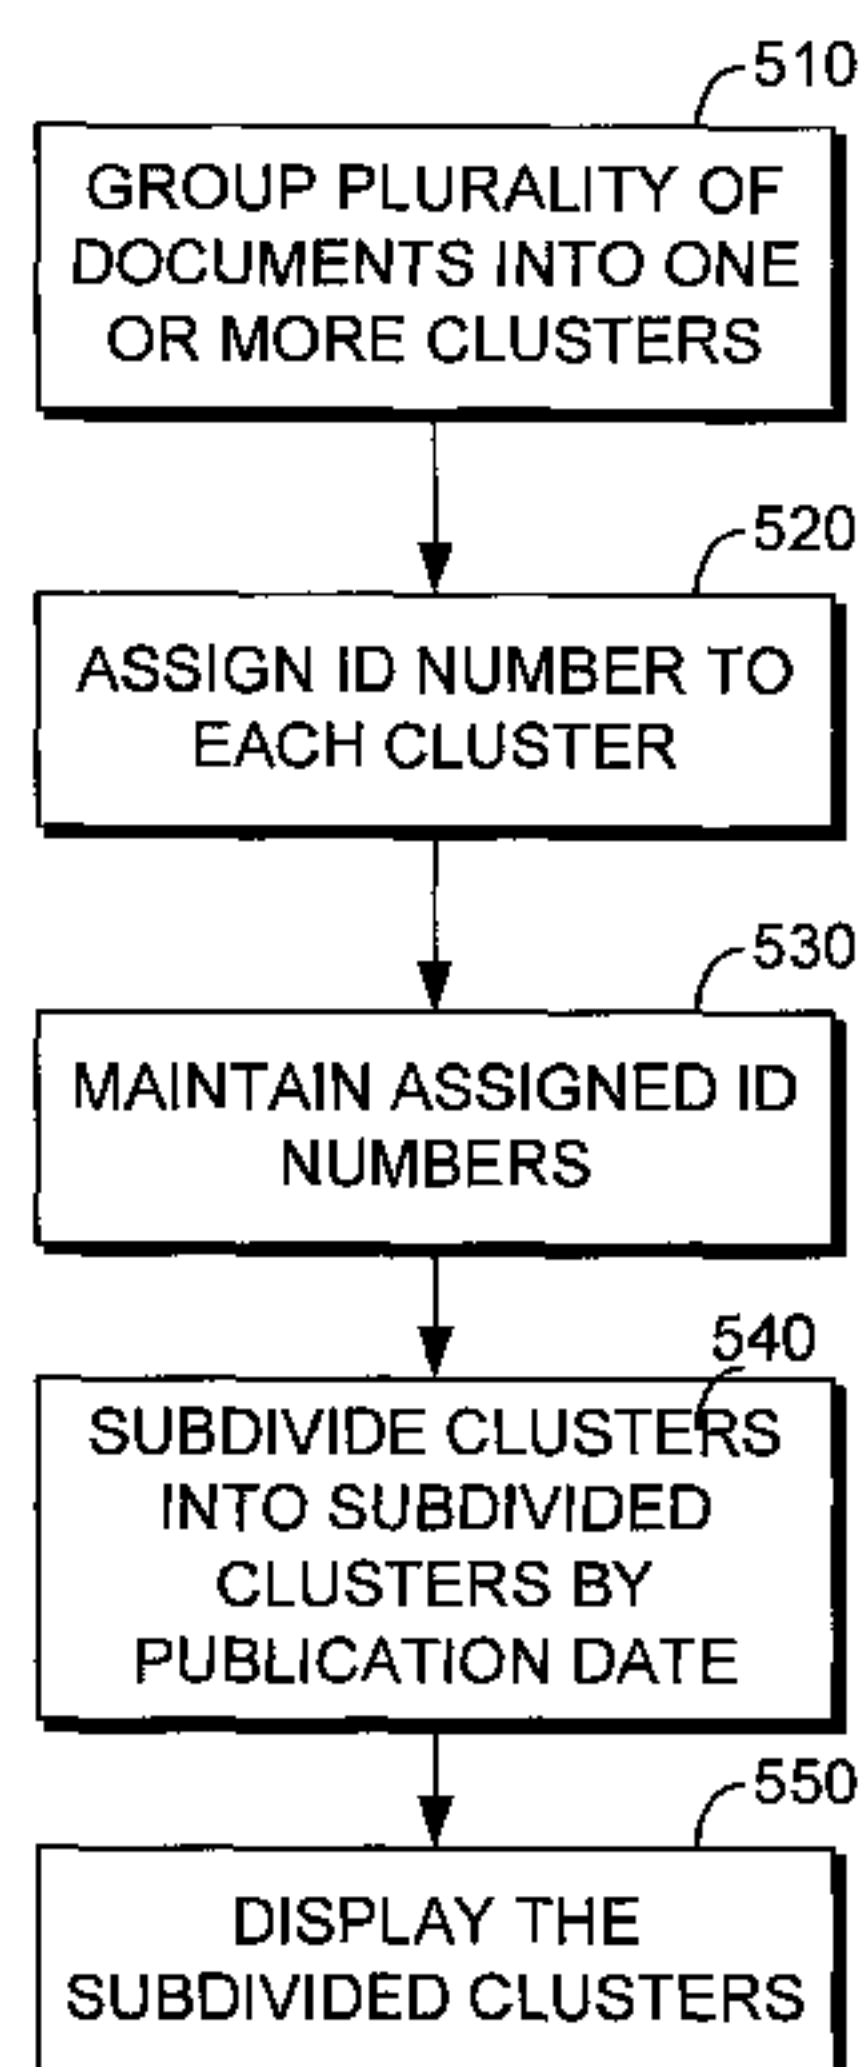 510
GROUP PLURALITY OF
DOCUMENTS INTO ONE
OR MORE CLUSTERS
520
ASSIGN ID NUMBER TO
EACH CLUSTER
530
MAINTAIN ASSIGNED ID
NUMBERS
540
SUBDIVIDE CLUSTERS
INTO SUBDIVIDED
CLUSTERS BY
PUBLICATION DATE
550
DISPLAY THE
SUBDIVIDED CLUSTERS